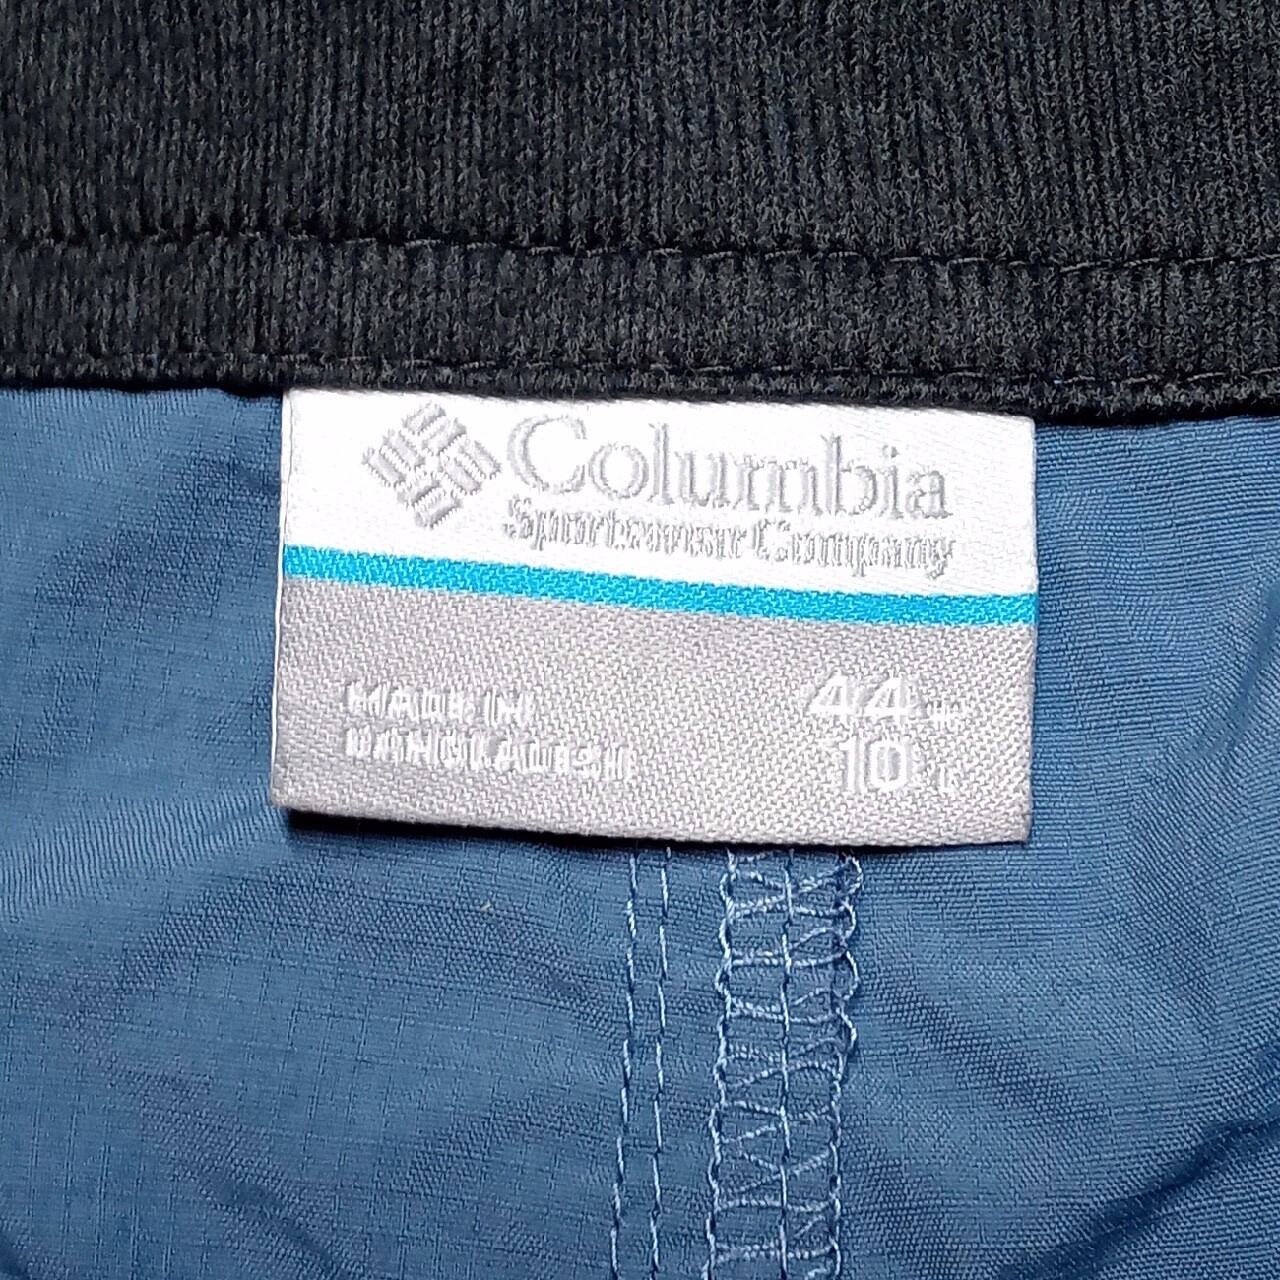 Columbia
Sportswear Company
MADE IN
BANGLADESH
44 W
10 L